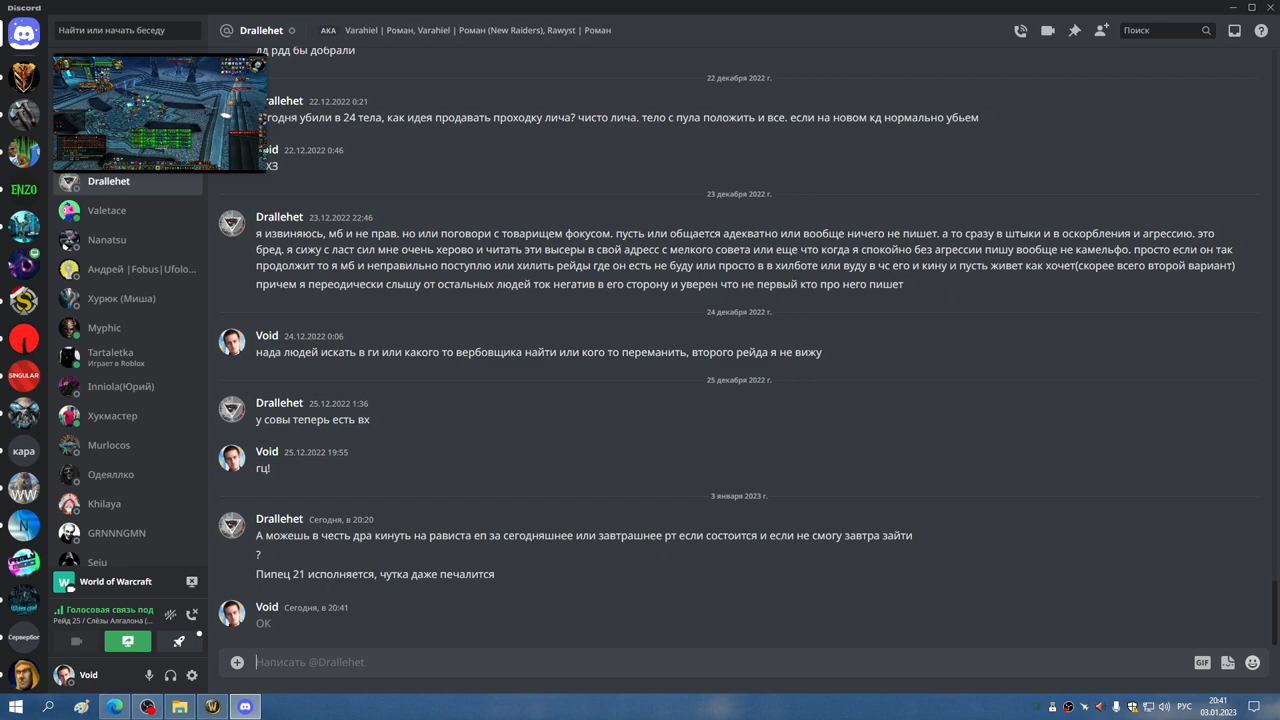 Discord
Найти или начать беседу
Drallehet
AKA
Varahiel | Роман, Varahiel | Роман (New Raiders), Rawyst | Роман
Поиск
дд рдд бы добрали
22 декабря 2022 г.
22.12.2022 0:21
убили в 24 тела, как идея продавать проходку лича? чисто лича. тело с пула положить и все. если на новом кд нормально убьем
22.12.2022 0:46
23 декабря 2022 г.
Drallehet 23.12.2022 22:46
я извиняюсь, мб и не прав. но или поговори с товарищем фокусом. пусть или общается адекватно или вообще ничего не пишет. а то сразу в штыки и в оскорбления и агрессию. это
бред. я сижу с ласт сил мне очень херово и читать эти высеры в свой адресс с мелкого совета или еще что когда я спокойно без агрессии пишу вообще не камельфо. просто если он так
продолжит то я мб и неправильно поступлю или хилить рейды где он есть не буду или просто в в хилботе или вуду в чс его и кину и пусть живет как хочет(скорее всего второй вариант)
причем я переодически слышу от остальных людей ток негатив в его сторону и уверен что не первый кто про него пишет
24 декабря 2022 г.
Void 24.12.2022 0:06
нада людей искать в ги или какого то вербовщика найти или кого то переманить, второго рейда я не вижу
25 декабря 2022 г.
Drallehet 25.12.2022 1:36
у совы теперь есть вх
Void 25.12.2022 19:55
гц!
3 января 2023 г.
Drallehet Сегодня, в 20:20
А можешь в честь дра кинуть на рависта еп за сегодняшнее или завтрашнее рт если состоится и если не смогу завтра зайти
?
Пипец 21 исполняется, чутка даже печалится
Void Сегодня, в 20:41
ОК
Написать @Drallehet
GIF
Drallehet
Valetace
Nanatsu
Андрей |Fobus|Ufolo...
Хурюк (Миша)
Myphic
Tartaletka
Играет в Roblox
Inniola(Юрий)
Хукмастер
Murlocos
Одеяллко
Khilaya
GRNNNGMN
Seiu
World of Warcraft
Голосовая связь под
Рейд 25 / Слёзы Алгалона (...
Void
ENZO
SINGULAR
кара
WW
N
Сервербос
РУС
20:41
03.01.2023